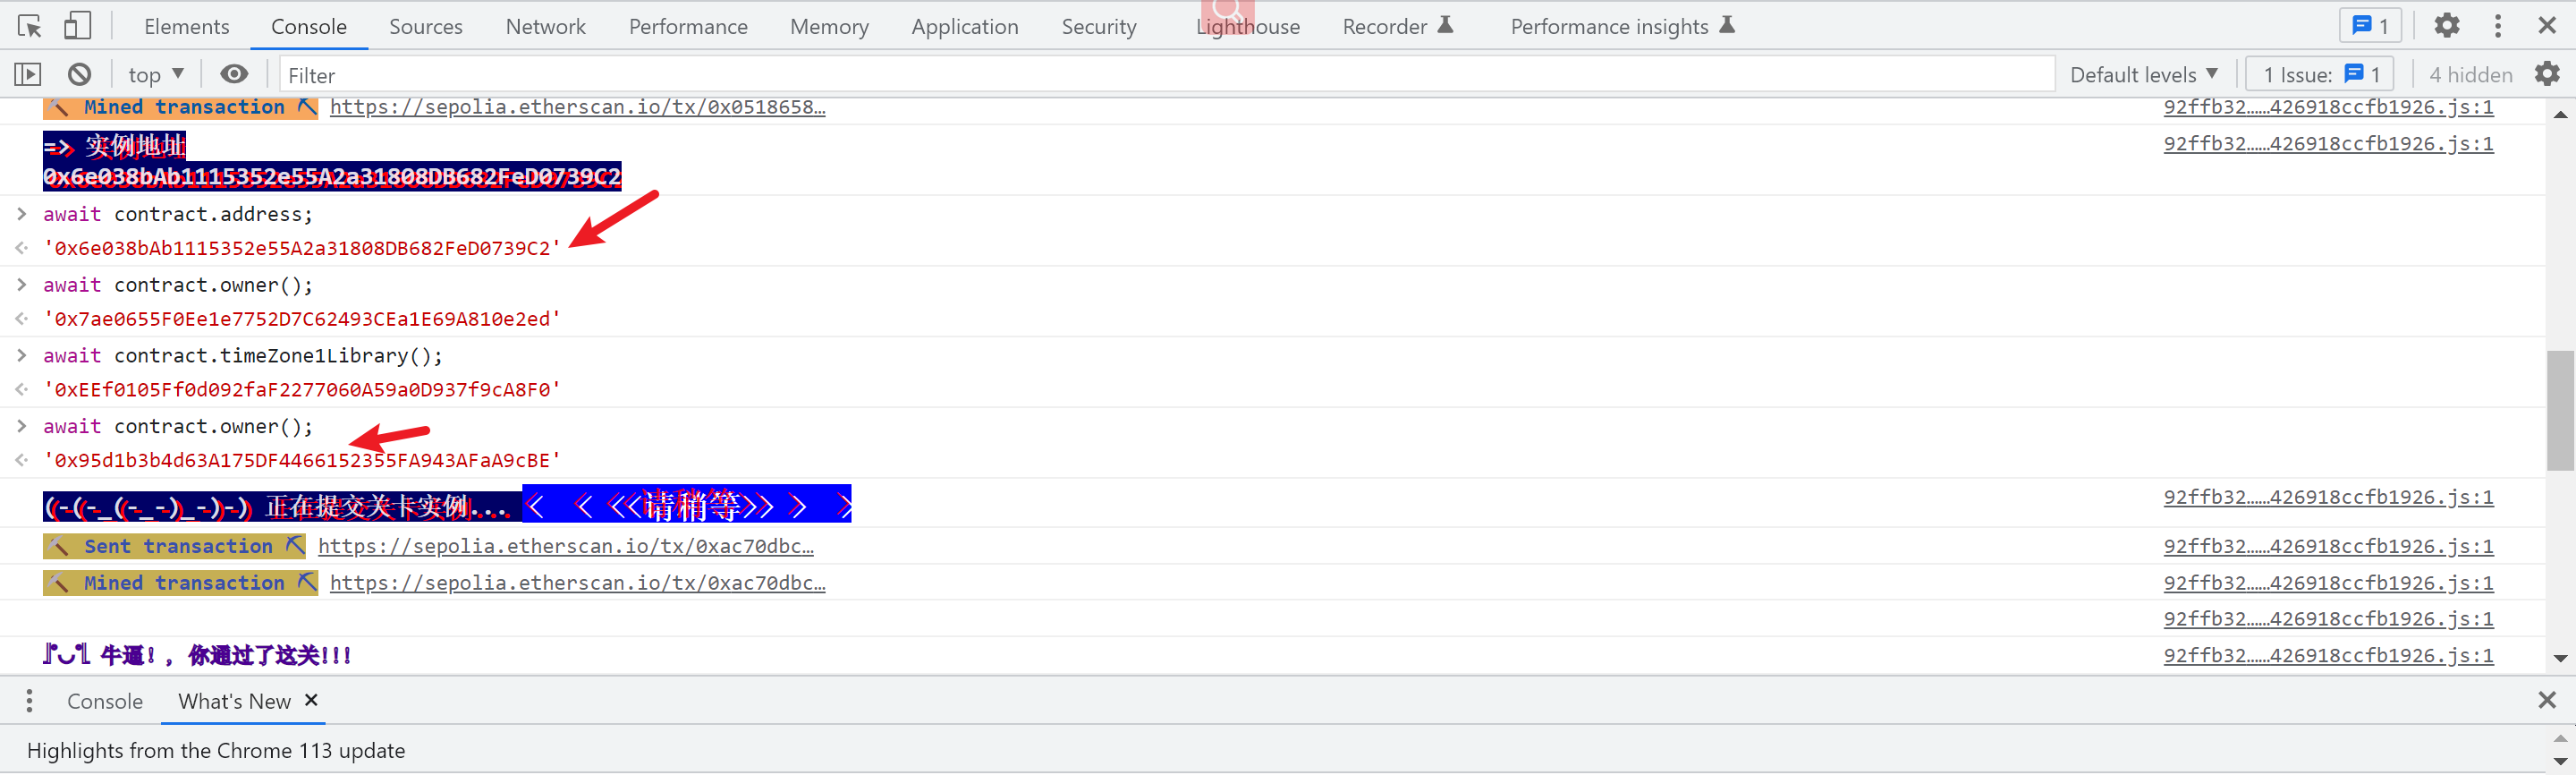 Elements Console Sources Network Performance Memory Application Security Lighthouse Recorder Performance insights 1
top Filter Default levels 1 Issue: 1 4 hidden
Mined transaction https://sepolia.etherscan.io/tx/0x0518658… 92ffb32……426918ccfb1926.js:1
=> 实例地址 92ffb32……426918ccfb1926.js:1
0x6e038bAb1115352e55A2a31808DB682FeD0739C2
> await contract.address;
'0x6e038bAb1115352e55A2a31808DB682FeD0739C2'
> await contract.owner();
'0x7ae0655F0Ee1e7752D7C62493CEa1E69A810e2ed'
> await contract.timeZone1Library();
'0xEEf0105Ff0d092faF2277060A59a0D937f9cA8F0'
> await contract.owner();
'0x95d1b3b4d63A175DF4466152355FA943AFaA9cBE'
(-(-_(-_-)_-)-) 正在提交关卡实例... < < <<请稍等>> > > 92ffb32……426918ccfb1926.js:1
Sent transaction https://sepolia.etherscan.io/tx/0xac70dbc… 92ffb32……426918ccfb1926.js:1
Mined transaction https://sepolia.etherscan.io/tx/0xac70dbc… 92ffb32……426918ccfb1926.js:1
92ffb32……426918ccfb1926.js:1
牛逼!, 你通过了这关!!! 92ffb32……426918ccfb1926.js:1
Console What's New
Highlights from the Chrome 113 update